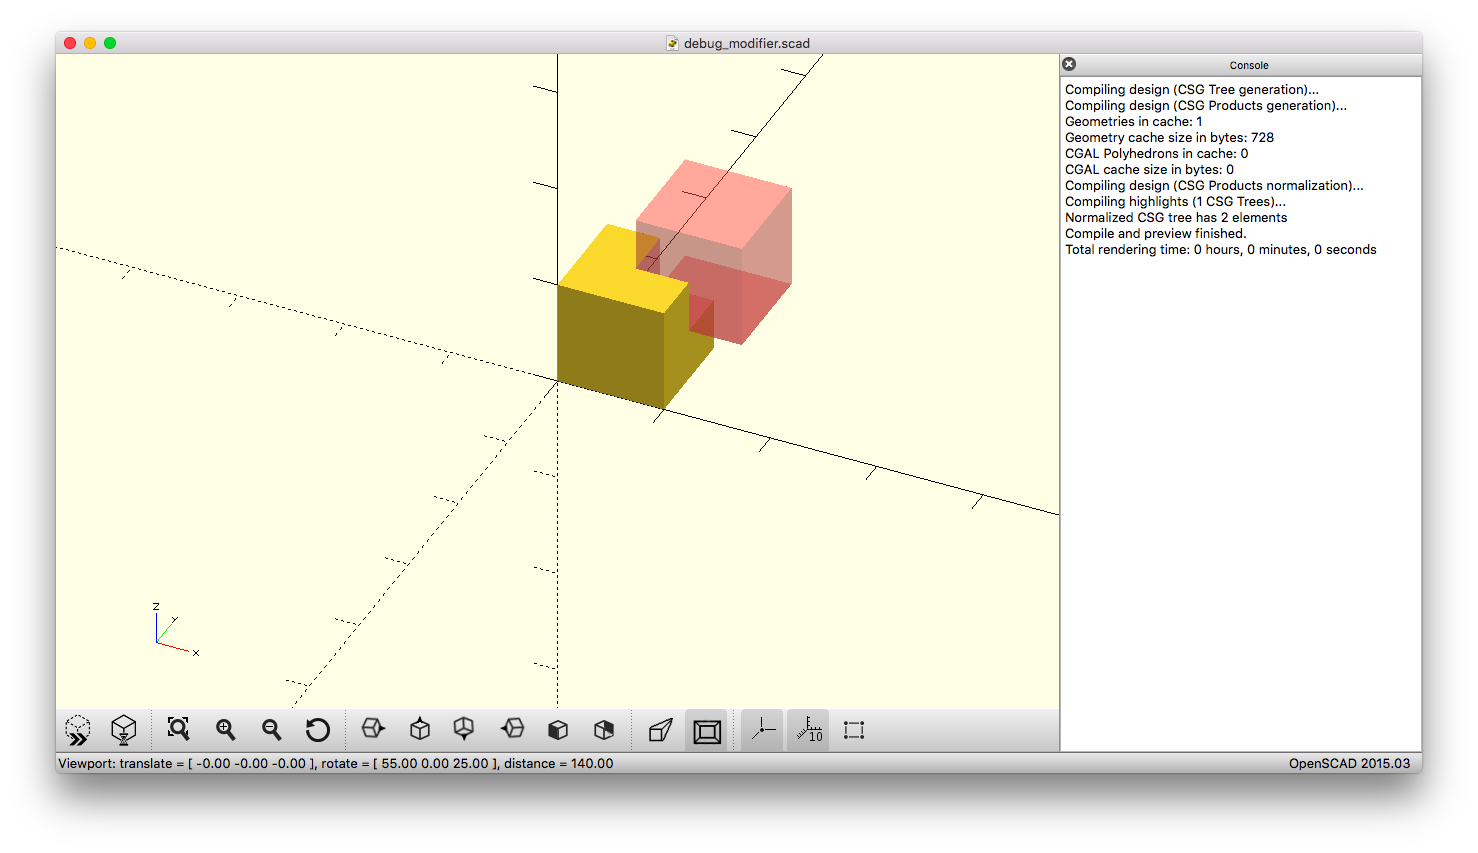 debug_modifier.scad
Console
Compiling design (CSG Tree generation)...
Compiling design (CSG Products generation)...
Geometries in cache: 1
Geometry cache size in bytes: 728
CGAL Polyhedrons in cache: 0
CGAL cache size in bytes: 0
Compiling design (CSG Products normalization)...
Compiling highlights (1 CSG Trees)...
Normalized CSG tree has 2 elements
Compile and preview finished.
Total rendering time: 0 hours, 0 minutes, 0 seconds
Z
Y
X
10
Viewport: translate = [ -0.00 -0.00 -0.00 ], rotate = [ 55.00 0.00 25.00 ], distance = 140.00
OpenSCAD 2015.03